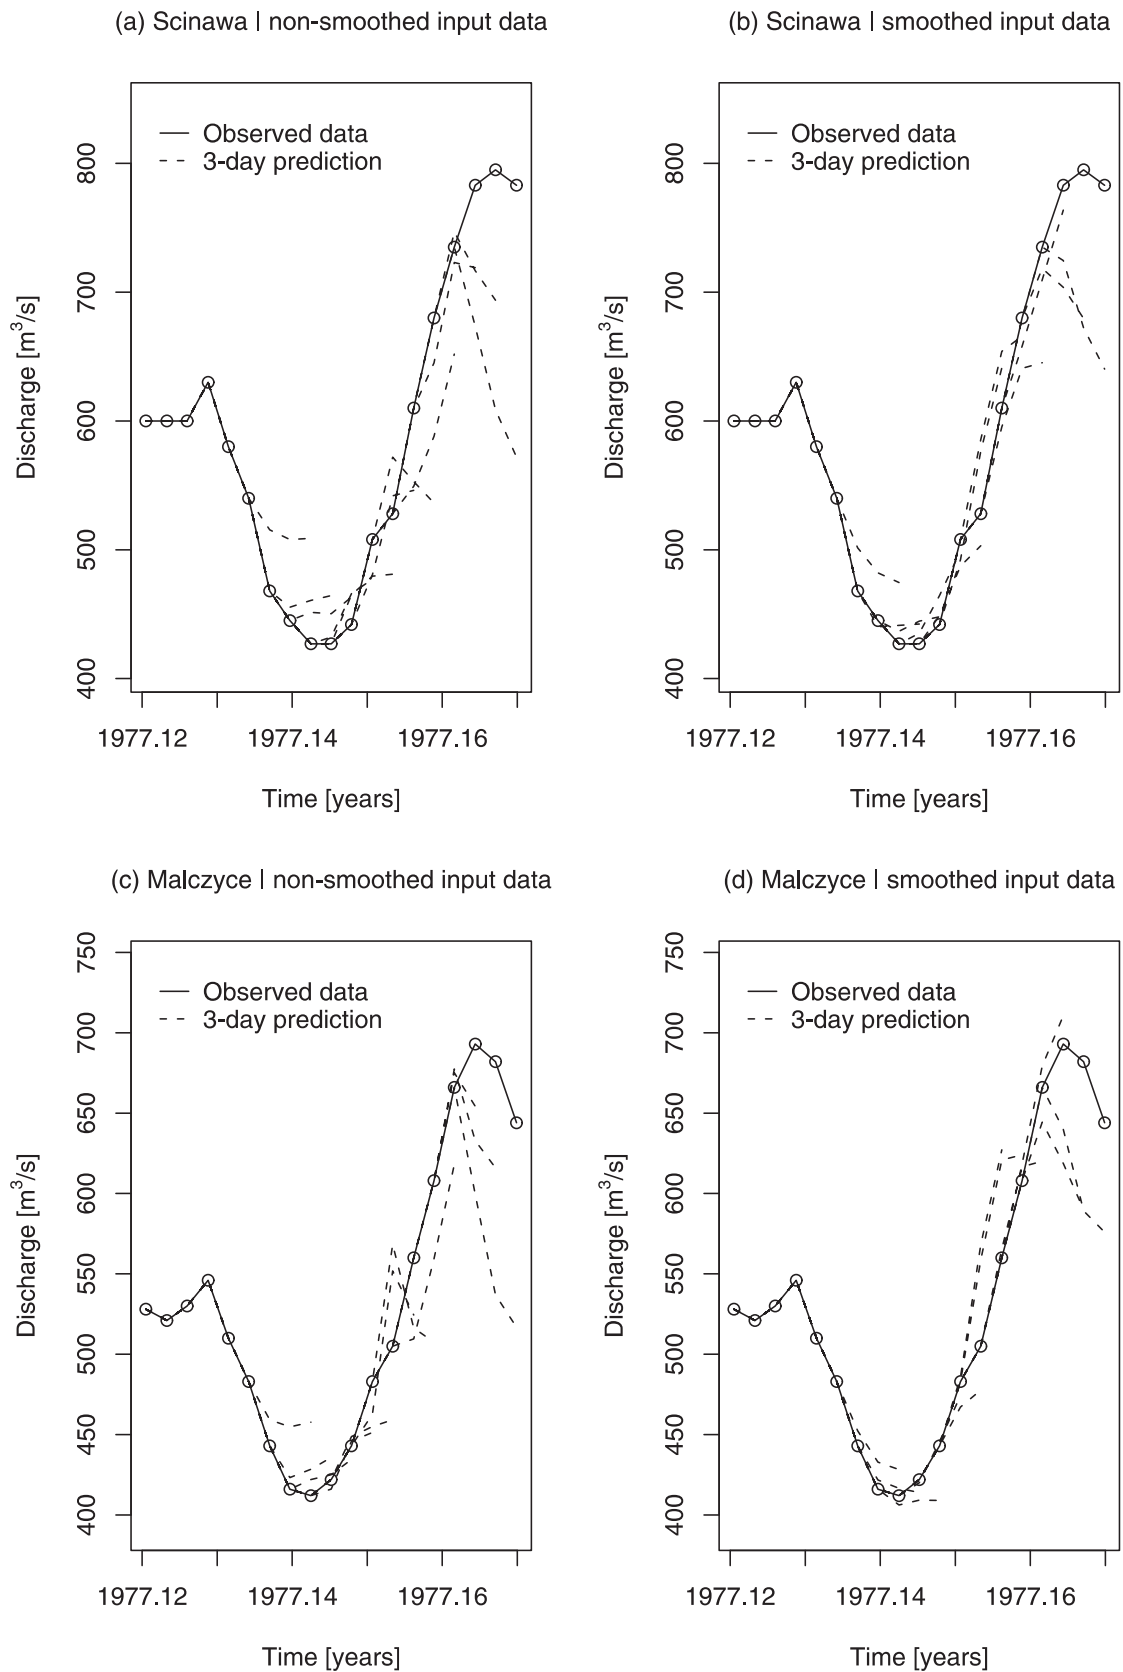 (a) Scinawa | non-smoothed input data
Observed data
3-day prediction
800
700
600
500
400
Discharge [m³/s]
1977.12 1977.14 1977.16
Time [years]
(b) Scinawa | smoothed input data
Observed data
3-day prediction
800
700
600
500
400
Discharge [m³/s]
1977.12 1977.14 1977.16
Time [years]
(c) Malczyce | non-smoothed input data
Observed data
3-day prediction
750
700
650
600
550
500
450
400
Discharge [m³/s]
1977.12 1977.14 1977.16
Time [years]
(d) Malczyce | smoothed input data
Observed data
3-day prediction
750
700
650
600
550
500
450
400
Discharge [m³/s]
1977.12 1977.14 1977.16
Time [years]